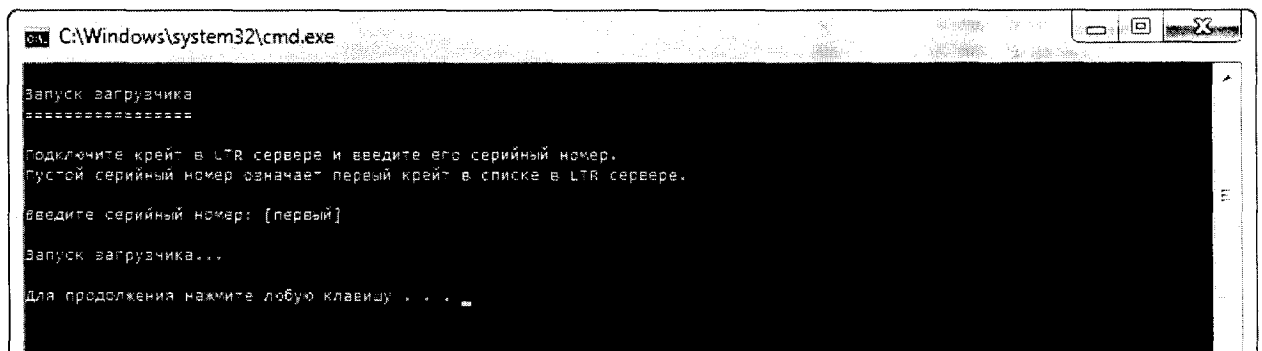 C:\Windows\system32\cmd.exe
Запуск загрузчика
=================
Подключите крейт в LTR сервере и введите его серийный номер.
Пустой серийный номер означает первый крейт в списке в LTR сервере.
Введите серийный номер: [первый]
Запуск загрузчика...
Для продолжения нажмите любую клавишу . . .